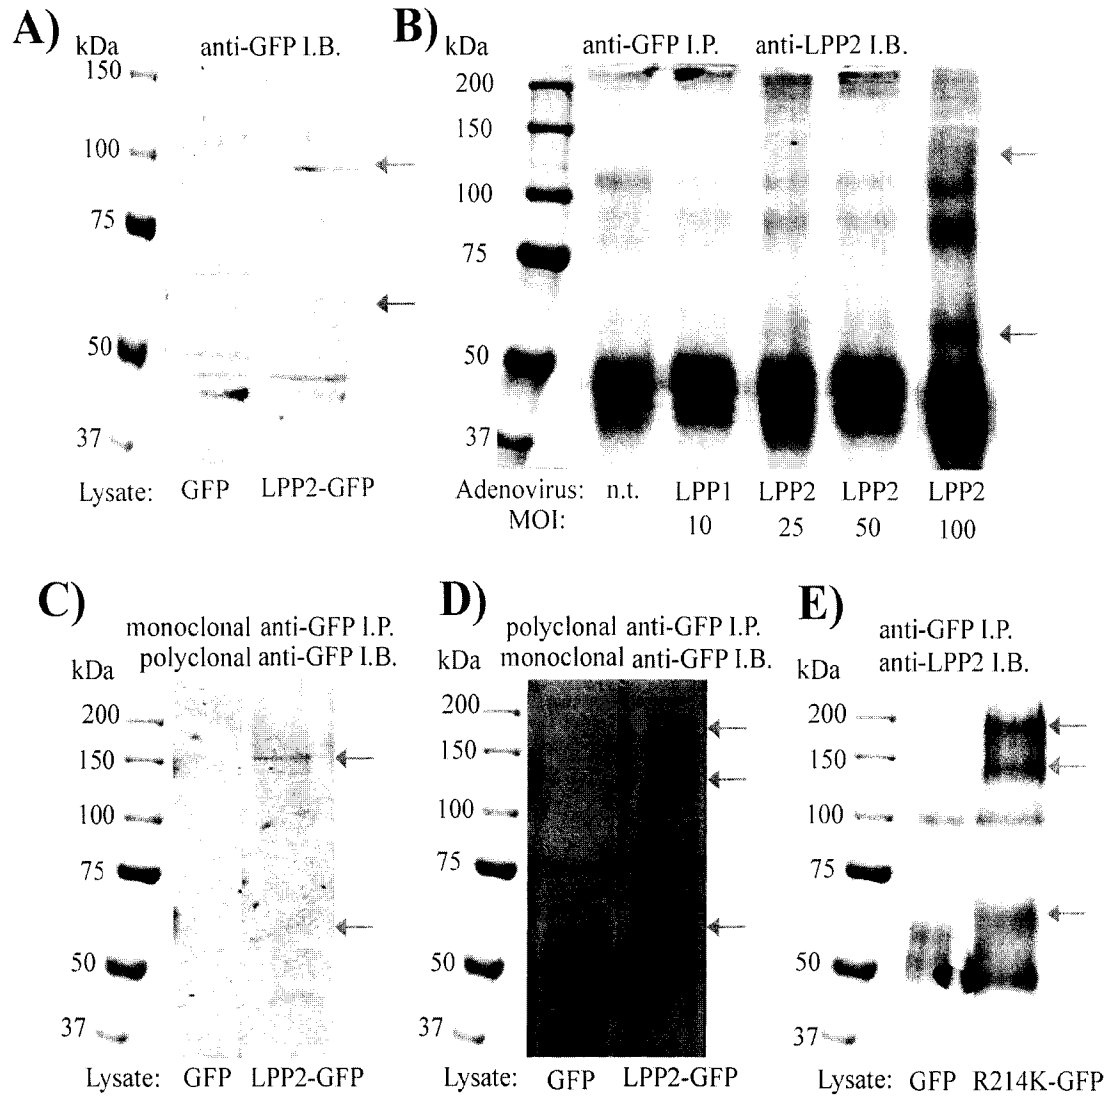 A)
kDa
anti-GFP I.B.
150
100
75
50
37
Lysate: GFP LPP2-GFP
B)
kDa
anti-GFP I.P. anti-LPP2 I.B.
200
150
100
75
50
37
Adenovirus: n.t. LPP1 LPP2 LPP2 LPP2
MOI: 10 25 50 100
C)
monoclonal anti-GFP I.P.
polyclonal anti-GFP I.B.
kDa
200
150
100
75
50
37
Lysate: GFP LPP2-GFP
D)
polyclonal anti-GFP I.P.
monoclonal anti-GFP I.B.
kDa
200
150
100
75
50
37
Lysate: GFP LPP2-GFP
E)
anti-GFP I.P.
anti-LPP2 I.B.
kDa
200
150
100
75
50
37
Lysate: GFP R214K-GFP